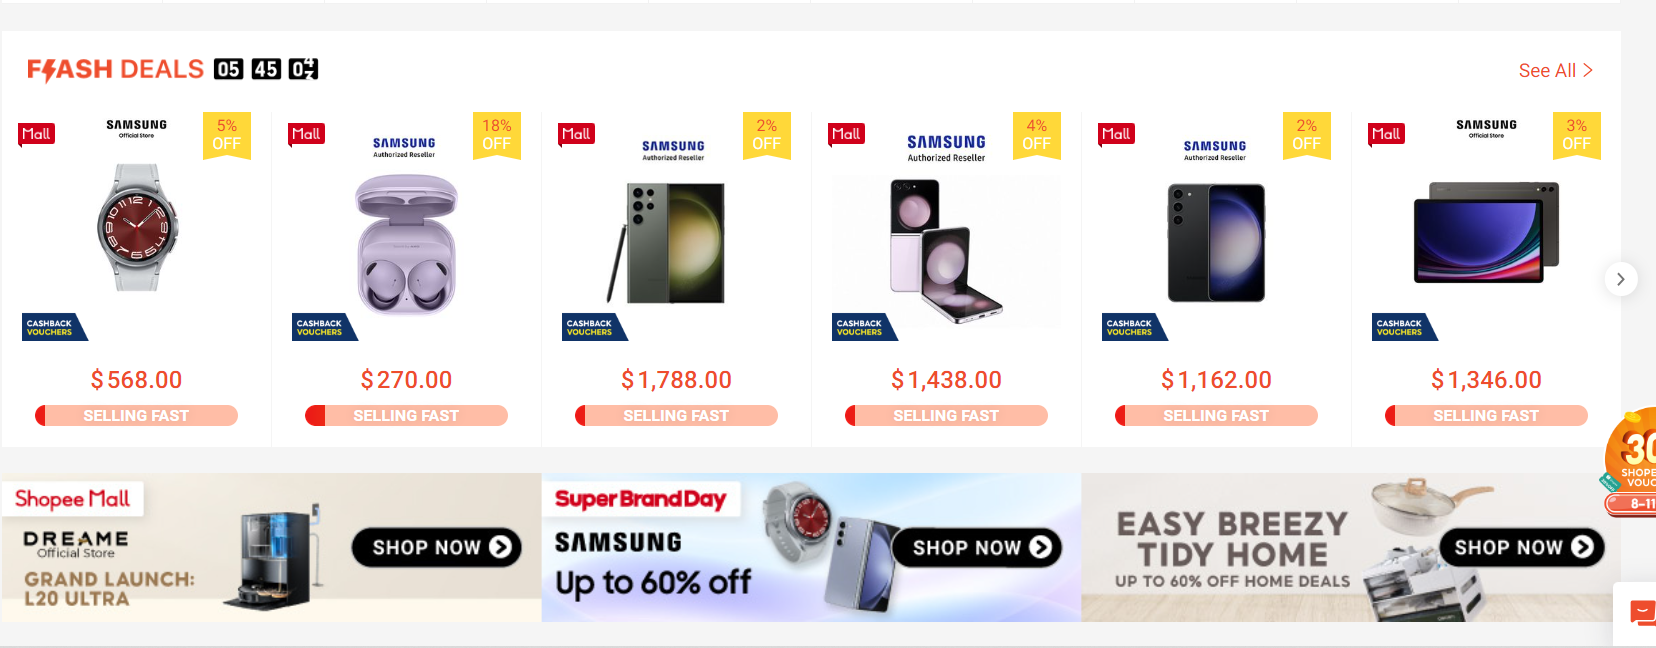 FLASH DEALS 05 45 04
See All >
Mall
SAMSUNG
Official Store
5%
OFF
CASHBACK
VOUCHERS
$568.00
SELLING FAST
Mall
SAMSUNG
Authorized Reseller
18%
OFF
CASHBACK
VOUCHERS
$270.00
SELLING FAST
Mall
SAMSUNG
Authorized Reseller
2%
OFF
CASHBACK
VOUCHERS
$1,788.00
SELLING FAST
Mall
SAMSUNG
Authorized Reseller
4%
OFF
CASHBACK
VOUCHERS
$1,438.00
SELLING FAST
Mall
SAMSUNG
Authorized Reseller
2%
OFF
CASHBACK
VOUCHERS
$1,162.00
SELLING FAST
Mall
SAMSUNG
Official Store
3%
OFF
CASHBACK
VOUCHERS
$1,346.00
SELLING FAST
Shopee Mall
DREAME
Official Store
GRAND LAUNCH:
L20 ULTRA
SHOP NOW
Super Brand Day
SAMSUNG
Up to 60% off
SHOP NOW
EASY BREEZY
TIDY HOME
UP TO 60% OFF HOME DEALS
SHOP NOW
30
SHOPE
VOUC
8-11